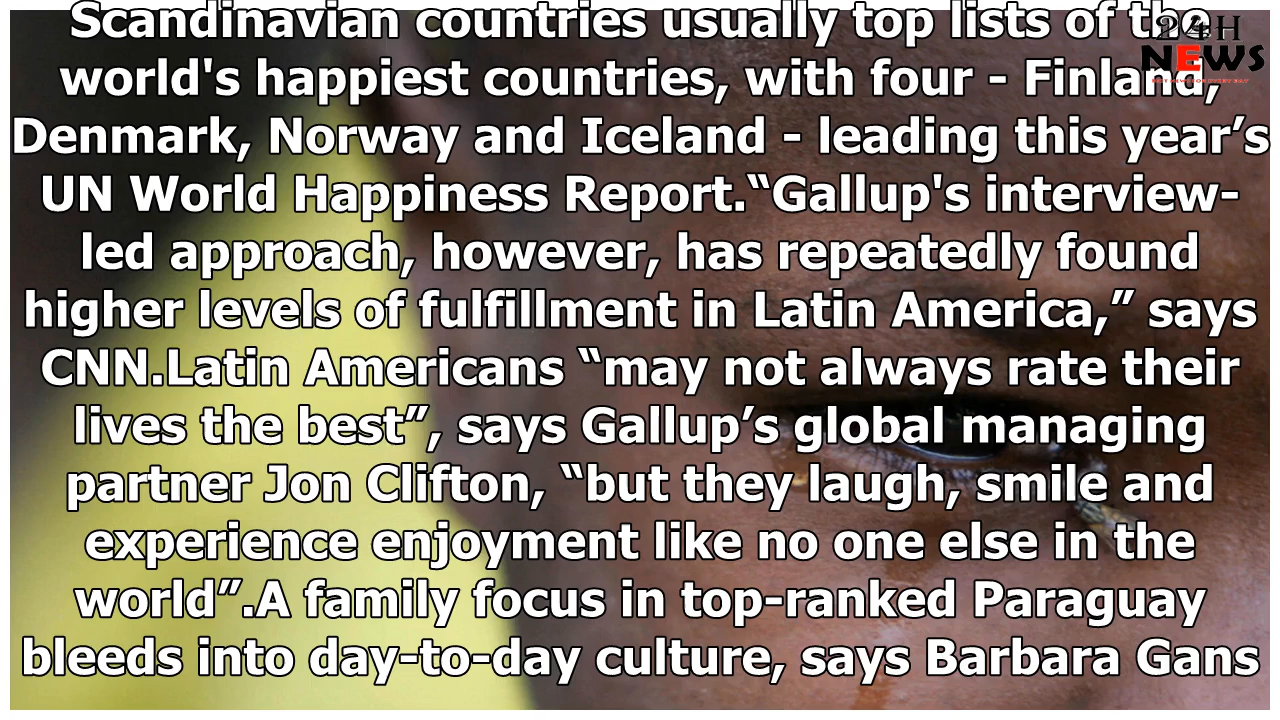 Scandinavian countries usually top lists of the
world's happiest countries, with four - Finland,
Denmark, Norway and Iceland - leading this year’s
UN World Happiness Report.“Gallup's interview-
led approach, however, has repeatedly found
higher levels of fulfillment in Latin America,” says
CNN.Latin Americans “may not always rate their
lives the best”, says Gallup’s global managing
partner Jon Clifton, “but they laugh, smile and
experience enjoyment like no one else in the
world”.A family focus in top-ranked Paraguay
bleeds into day-to-day culture, says Barbara Gans
24H
NEWS